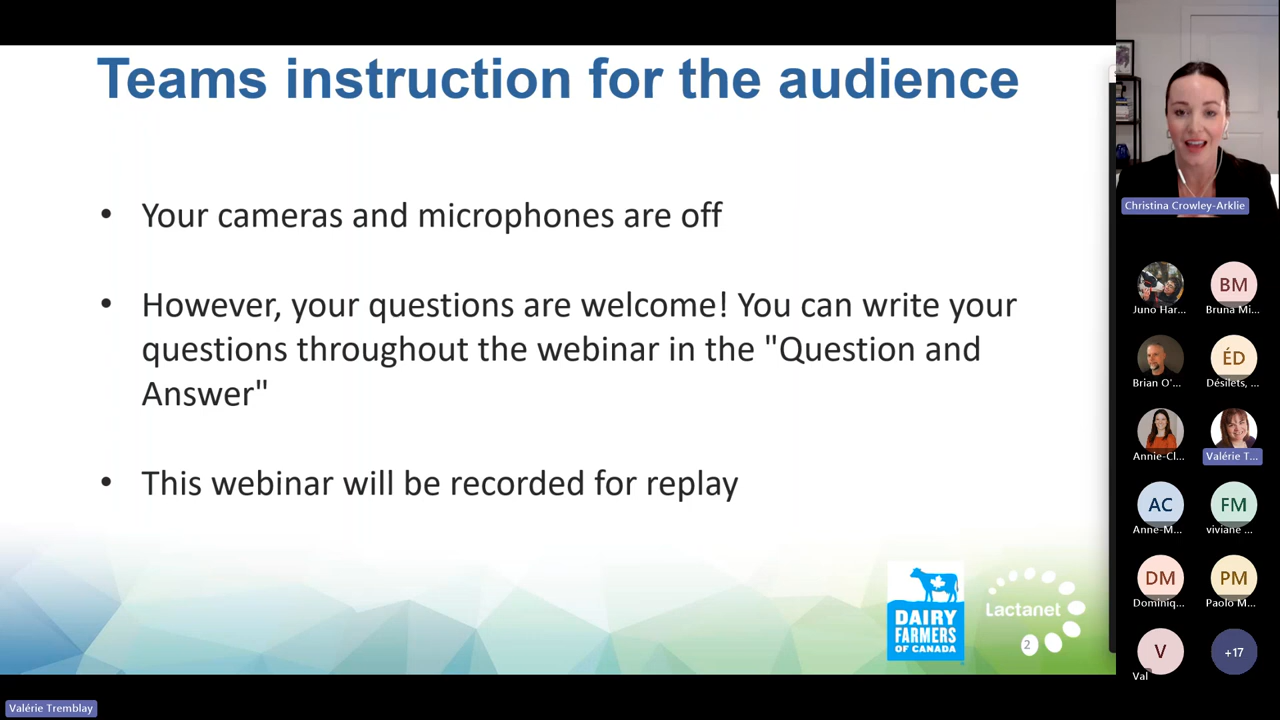 Teams instruction for the audience
• Your cameras and microphones are off
• However, your questions are welcome! You can write your
questions throughout the webinar in the "Question and
Answer"
• This webinar will be recorded for replay
DAIRY
FARMERS
OF CANADA
Lactanet
2
Valérie Tremblay
Christina Crowley-Arklie
Juno Har...
BM
Bruna Mi...
Brian O'...
ÉD
Désilets, ...
Annie-Cl...
Valérie T...
AC
Anne-M...
FM
viviane ...
DM
Dominiq...
PM
Paolo M...
V
Val
+17